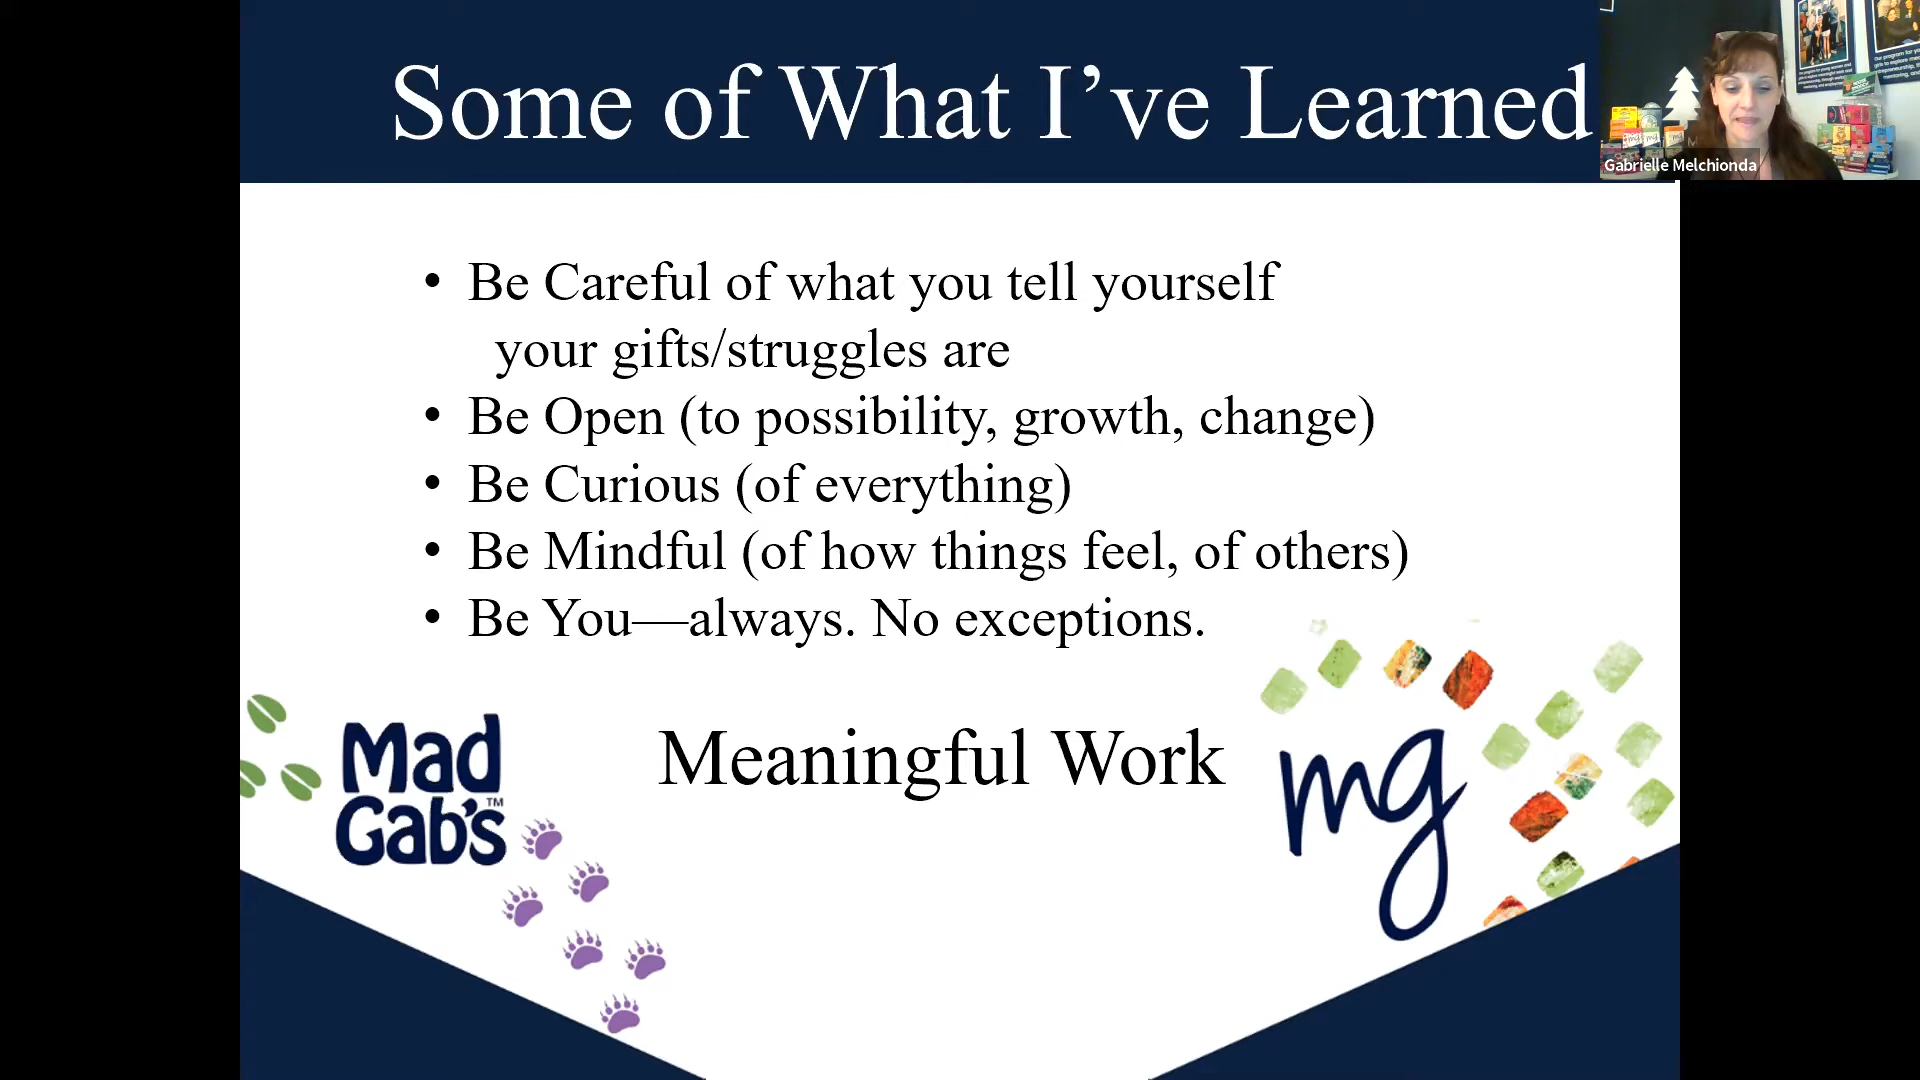 Some of What I’ve Learned
Gabrielle Melchionda
• Be Careful of what you tell yourself
your gifts/struggles are
• Be Open (to possibility, growth, change)
• Be Curious (of everything)
• Be Mindful (of how things feel, of others)
• Be You—always. No exceptions.
Mad
Gab's™
Meaningful Work
mg